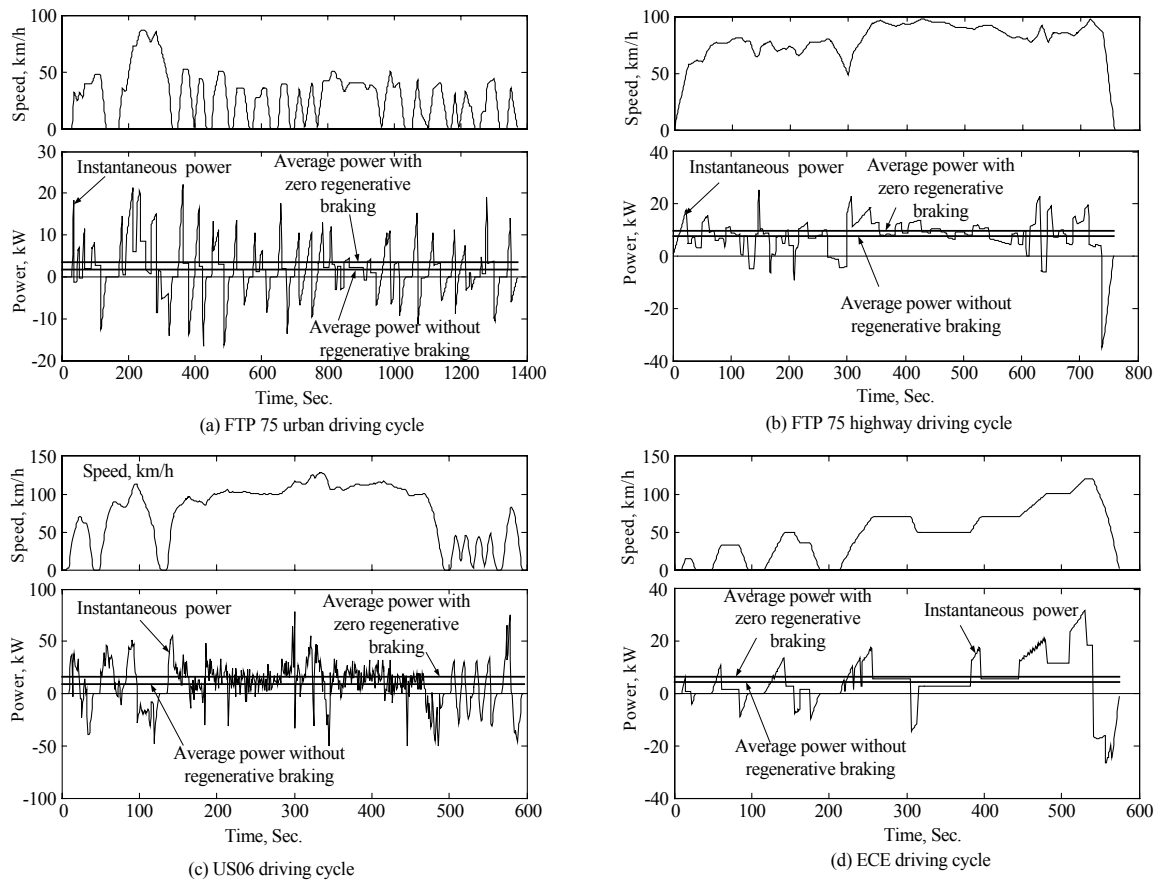 100
50
0
Speed, km/h
30
20
10
0
-10
-20
Power, kW
Instantaneous power
Average power with
zero regenerative
braking
Average power without
regenerative braking
0
200
400
600
800
1000
1200
1400
Time, Sec.
(a) FTP 75 urban driving cycle
100
50
0
Speed, km/h
40
20
0
-20
-40
Power, kW
Instantaneous power
Average power with
zero regenerative
braking
Average power without
regenerative braking
0
100
200
300
400
500
600
700
800
Time, Sec.
(b) FTP 75 highway driving cycle
150
100
50
0
Speed, km/h
Speed, km/h
100
50
0
-50
-100
Power, kW
Instantaneous power
Average power with
zero regenerative
braking
Average power without
regenerative braking
0
100
200
300
400
500
600
Time, Sec.
(c) US06 driving cycle
150
100
50
0
Speed, km/h
40
20
0
-20
-40
Power, kW
Average power with
zero regenerative
braking
Instantaneous power
Average power without
regenerative braking
0
100
200
300
400
500
600
Time, Sec.
(d) ECE driving cycle